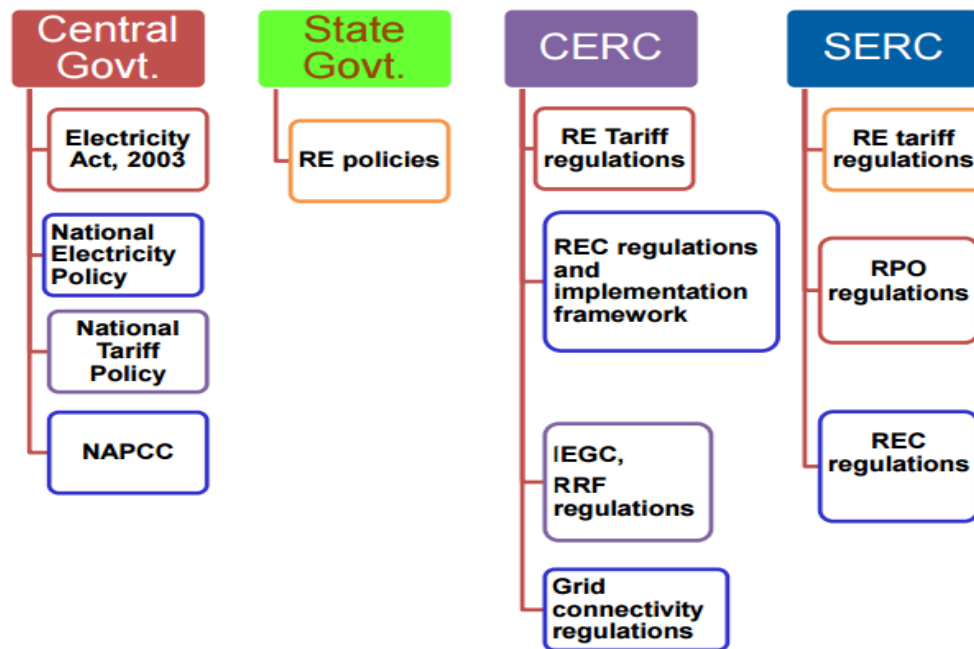 Central
Govt.
Electricity
Act, 2003
National
Electricity
Policy
National
Tariff
Policy
NAPCC
State
Govt.
RE policies
CERC
RE Tariff
regulations
REC regulations
and
implementation
framework
IEGC,
RRF
regulations
Grid
connectivity
regulations
SERC
RE tariff
regulations
RPO
regulations
REC
regulations